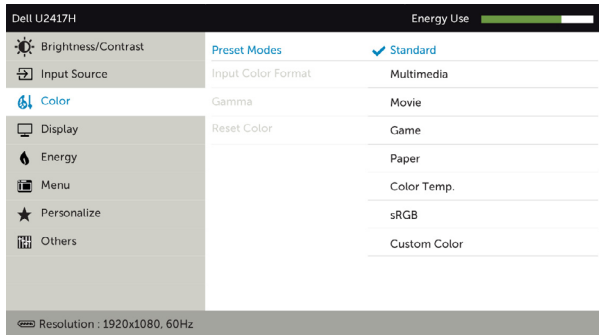 Dell U2417H Energy Use
Brightness/Contrast
Input Source
Color
Display
Energy
Menu
Personalize
Others
Preset Modes
Input Color Format
Gamma
Reset Color
Standard
Multimedia
Movie
Game
Paper
Color Temp.
sRGB
Custom Color
Resolution : 1920x1080, 60Hz